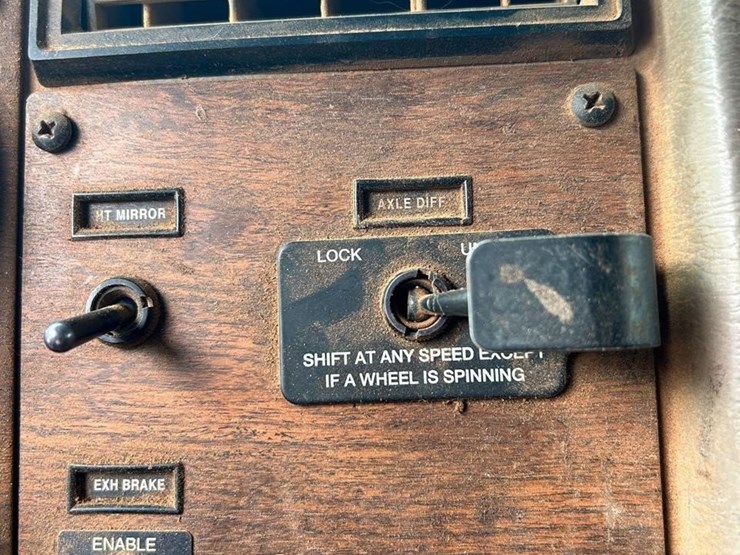 HT MIRROR
AXLE DIFF
LOCK
SHIFT AT ANY SPEED
IF A WHEEL IS SPINNING
EXH BRAKE
ENABLE